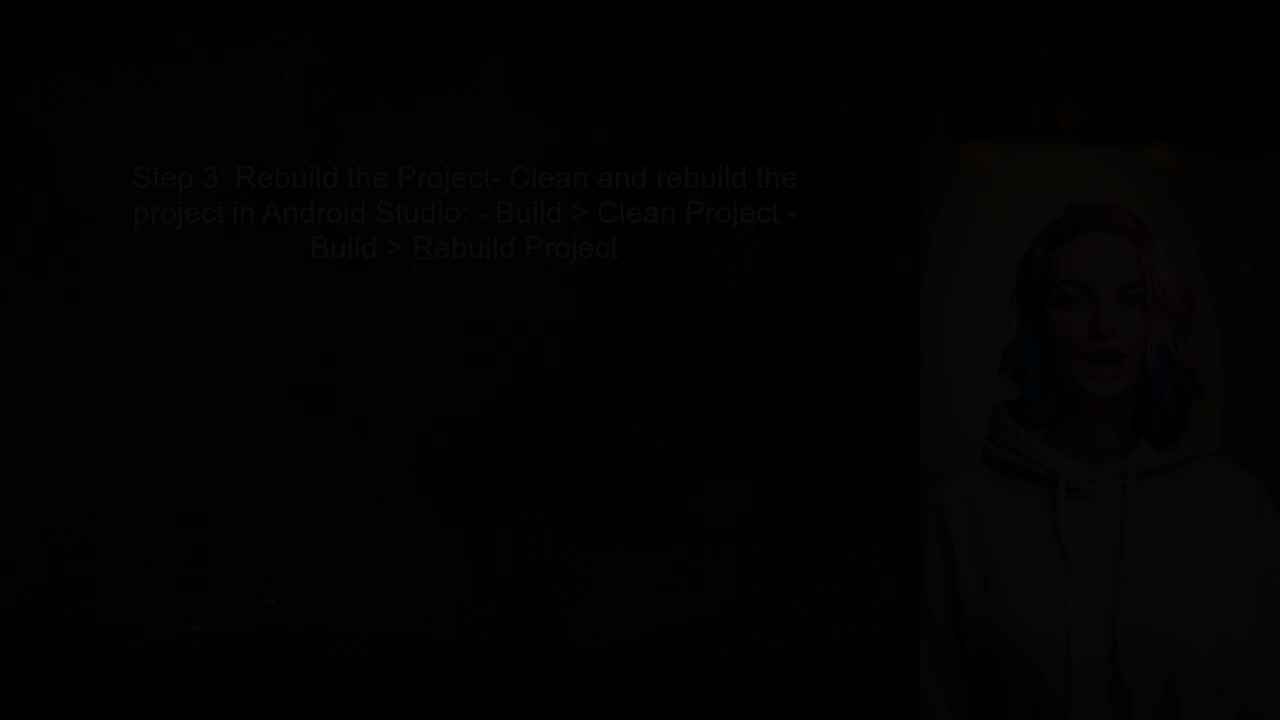 Step 3: Rebuild the Project- Clean and rebuild the
project in Android Studio: - Build > Clean Project -
Build > Rebuild Project